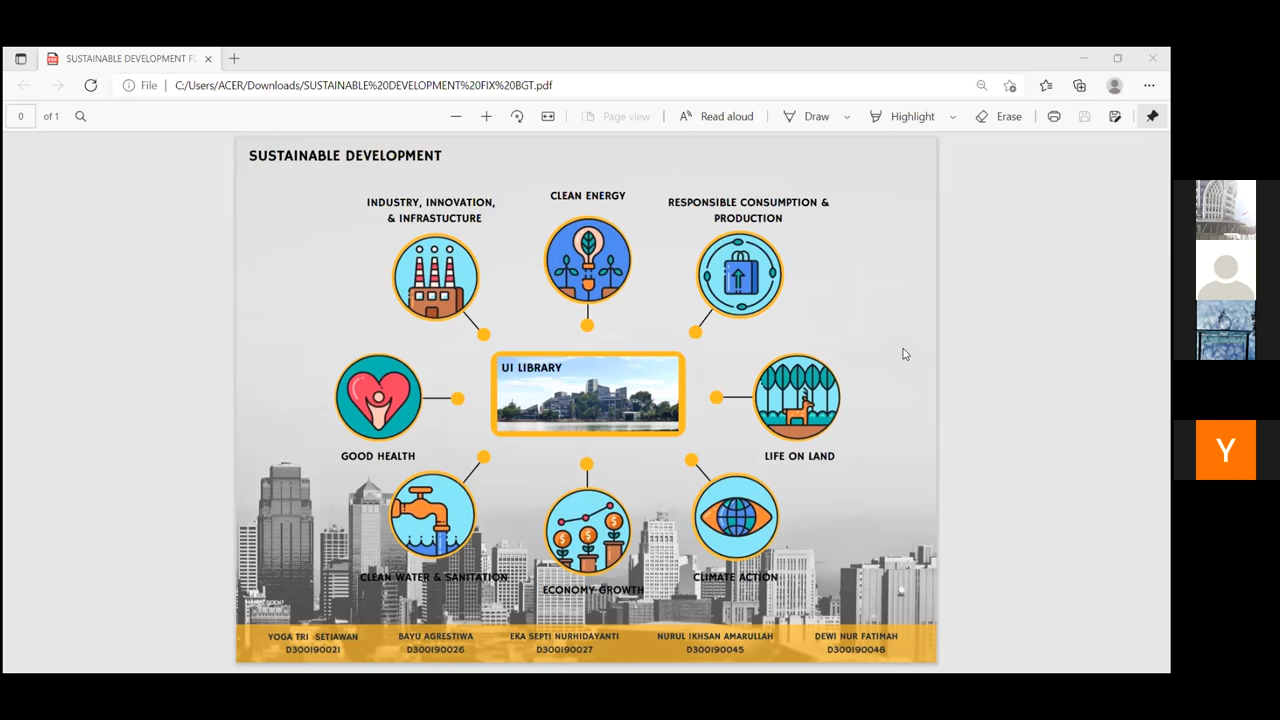 SUSTAINABLE DEVELOPMENT F
File
C:/Users/ACER/Downloads/SUSTAINABLE%20DEVELOPMENT%20FIX%20BGT.pdf
0 of 1
Page view
Read aloud
Draw
Highlight
Erase
SUSTAINABLE DEVELOPMENT
INDUSTRY, INNOVATION,
& INFRASTUCTURE
CLEAN ENERGY
RESPONSIBLE CONSUMPTION &
PRODUCTION
UI LIBRARY
GOOD HEALTH
LIFE ON LAND
CLEAN WATER & SANITATION
ECONOMY GROWTH
CLIMATE ACTION
YOGA TRI SETIAWAN
D300190021
BAYU AGRESTIWA
D300190026
EKA SEPTI NURHIDAYANTI
D300190027
NURUL IKHSAN AMARULLAH
D300190045
DEWI NUR FATIMAH
D300190048
Y